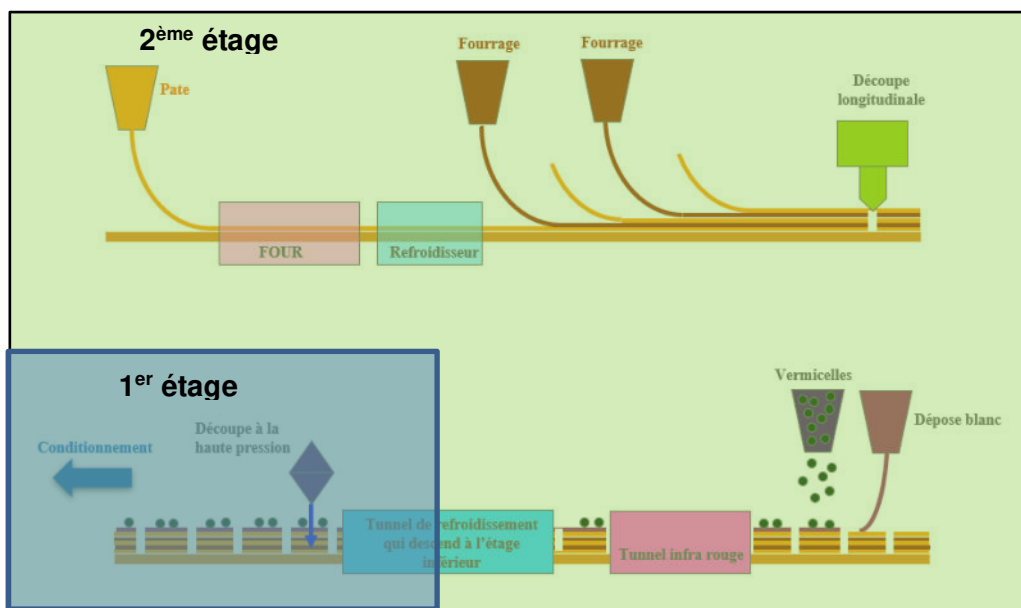 2ème étage
Fourrage
Fourrage
Pate
Découpe
longitudinale
FOUR
Refroidisseur
1er étage
Vermicelles
Découpe à la
haute pression
Dépose blanc
Conditionnement
Tunnel de refroidissement
qui descend à l'étage
inférieur
Tunnel infra rouge